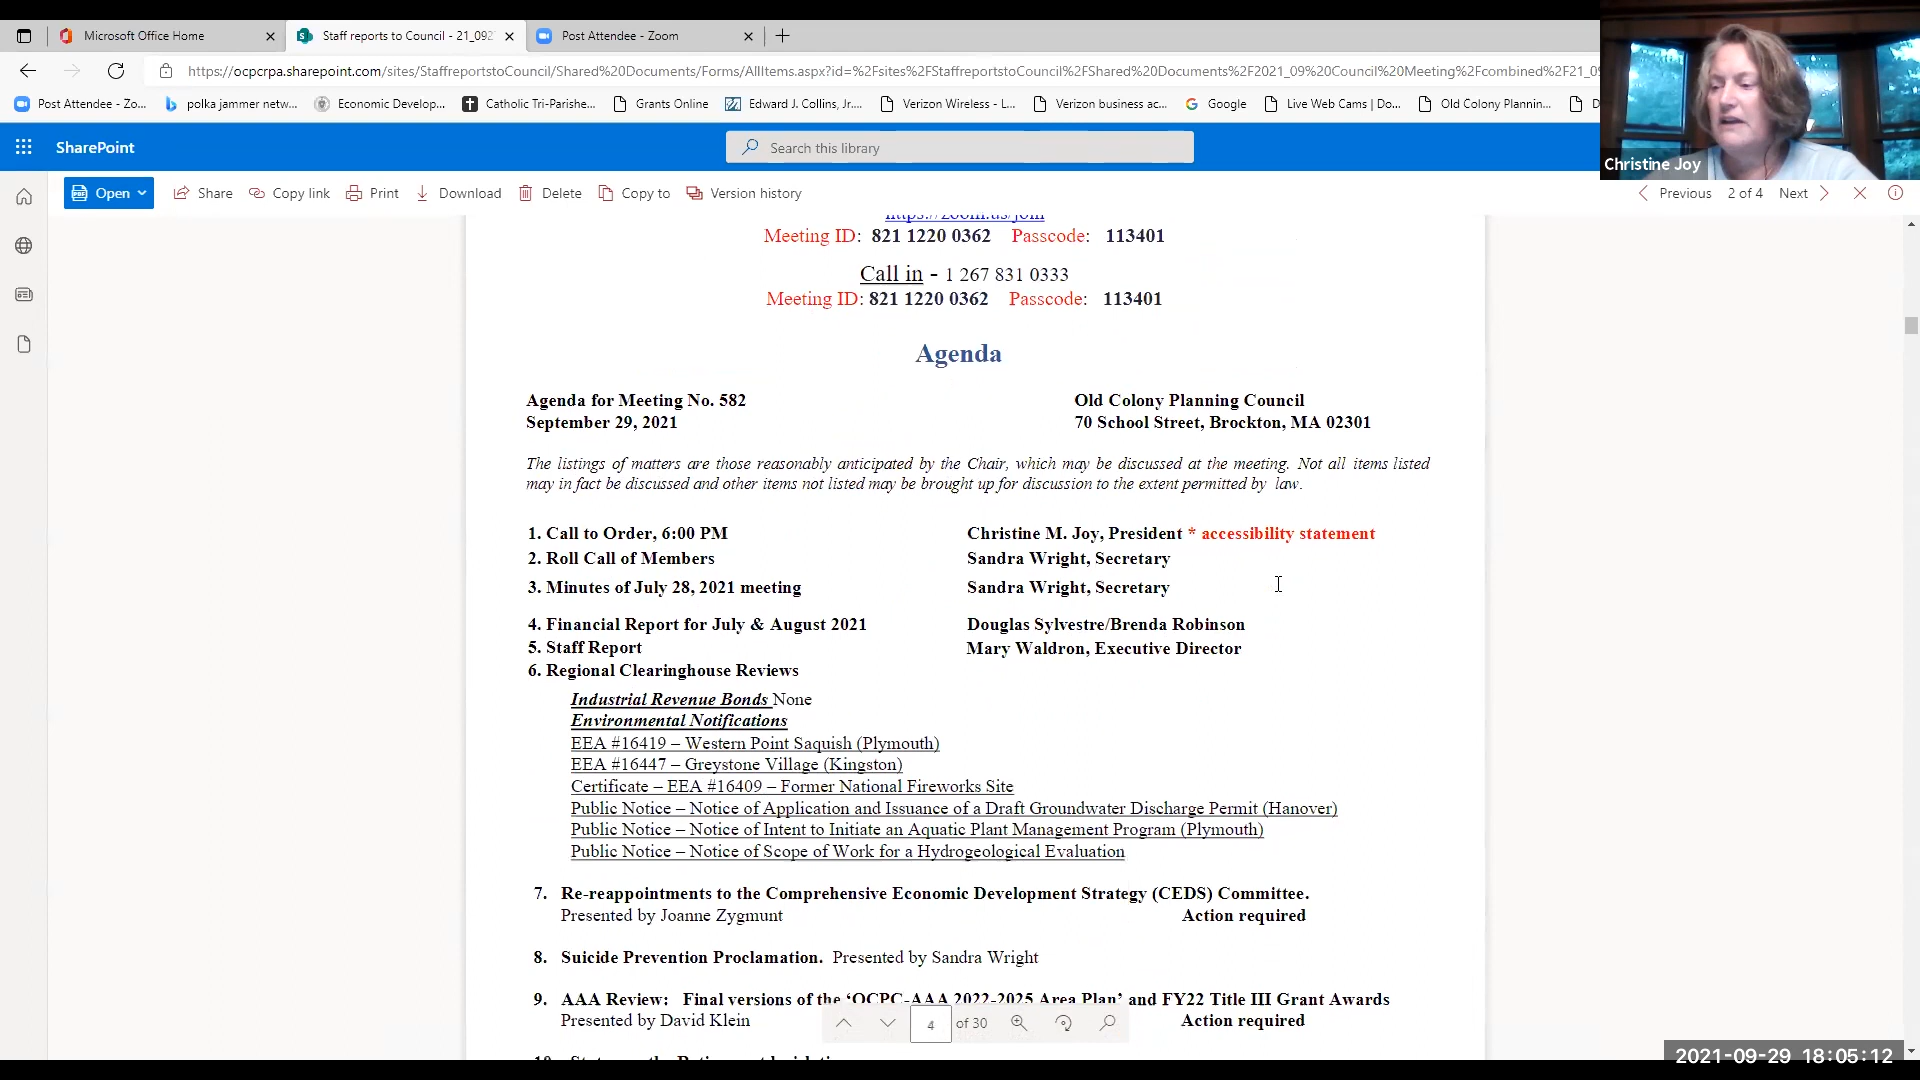 Microsoft Office Home
Staff reports to Council - 21_092
Post Attendee - Zoom
https://ocpcrpa.sharepoint.com/sites/StaffreportstoCouncil/Shared%20Documents/Forms/AllItems.aspx?id=%2Fsites%2FStaffreportstoCouncil%2FShared%20Documents%2F2021_09%20Council%20Meeting%2Fcombined%2F21_09
Post Attendee - Zo...
polka jammer netw...
Economic Develop...
Catholic Tri-Parishe...
Grants Online
Edward J. Collins, Jr....
Verizon Wireless - L...
Verizon business ac...
Google
Live Web Cams | Do...
Old Colony Plannin...
SharePoint
Search this library
Christine Joy
Open
Share
Copy link
Print
Download
Delete
Copy to
Version history
Previous
2 of 4
Next
https://zoom.us/join
Meeting ID: 821 1220 0362 Passcode: 113401
Call in - 1 267 831 0333
Meeting ID: 821 1220 0362 Passcode: 113401
Agenda
Agenda for Meeting No. 582 Old Colony Planning Council
September 29, 2021 70 School Street, Brockton, MA 02301
The listings of matters are those reasonably anticipated by the Chair, which may be discussed at the meeting. Not all items listed
may in fact be discussed and other items not listed may be brought up for discussion to the extent permitted by law.
1. Call to Order, 6:00 PM Christine M. Joy, President * accessibility statement
2. Roll Call of Members Sandra Wright, Secretary
3. Minutes of July 28, 2021 meeting Sandra Wright, Secretary
4. Financial Report for July & August 2021 Douglas Sylvestre/Brenda Robinson
5. Staff Report Mary Waldron, Executive Director
6. Regional Clearinghouse Reviews
Industrial Revenue Bonds None
Environmental Notifications
EEA #16419 – Western Point Saquish (Plymouth)
EEA #16447 – Greystone Village (Kingston)
Certificate – EEA #16409 – Former National Fireworks Site
Public Notice – Notice of Application and Issuance of a Draft Groundwater Discharge Permit (Hanover)
Public Notice – Notice of Intent to Initiate an Aquatic Plant Management Program (Plymouth)
Public Notice – Notice of Scope of Work for a Hydrogeological Evaluation
7. Re-reappointments to the Comprehensive Economic Development Strategy (CEDS) Committee.
Presented by Joanne Zygmunt Action required
8. Suicide Prevention Proclamation. Presented by Sandra Wright
9. AAA Review: Final versions of the ‘OCPC-AAA 2022-2025 Area Plan’ and FY22 Title III Grant Awards
Presented by David Klein Action required
4 of 30
2021-09-29 18:05:12